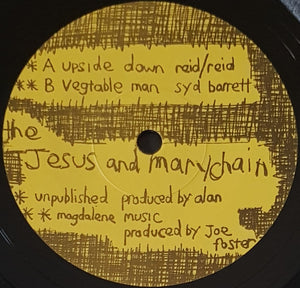 * A upside down reid/reid
** B Vegtable man syd barrett
the
Jesus and marychain
* unpublished produced by alan
** magdalene music
produced by Joe
foster